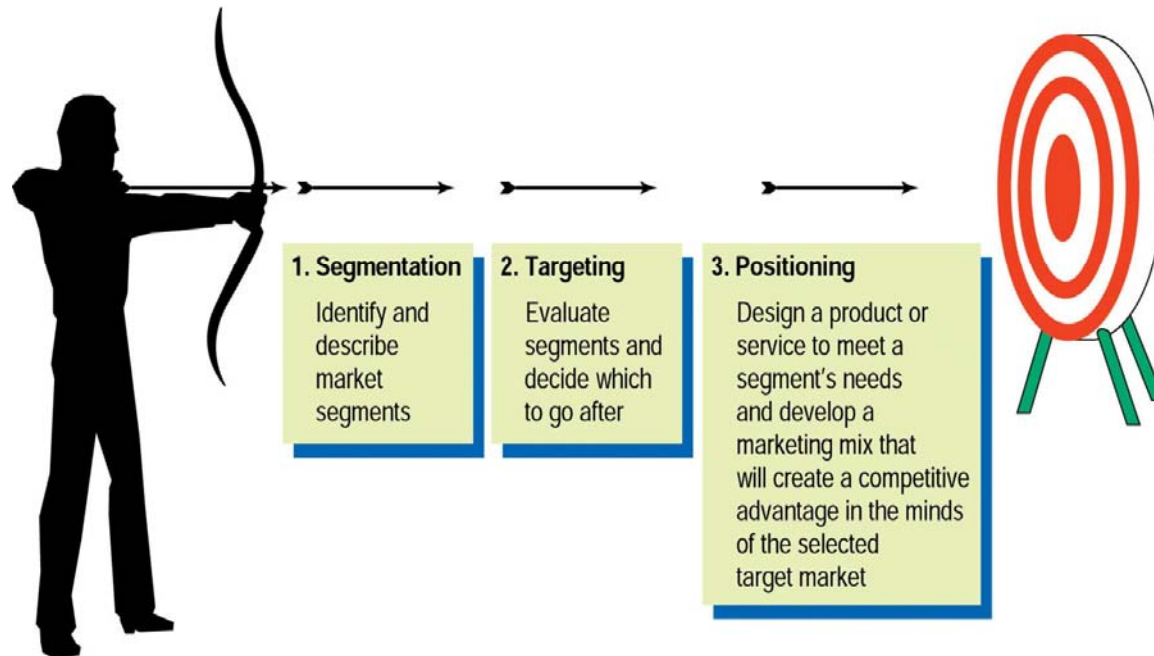 1. Segmentation
Identify and
describe
market
segments
2. Targeting
Evaluate
segments and
decide which
to go after
3. Positioning
Design a product or
service to meet a
segment’s needs
and develop a
marketing mix that
will create a competitive
advantage in the minds
of the selected
target market